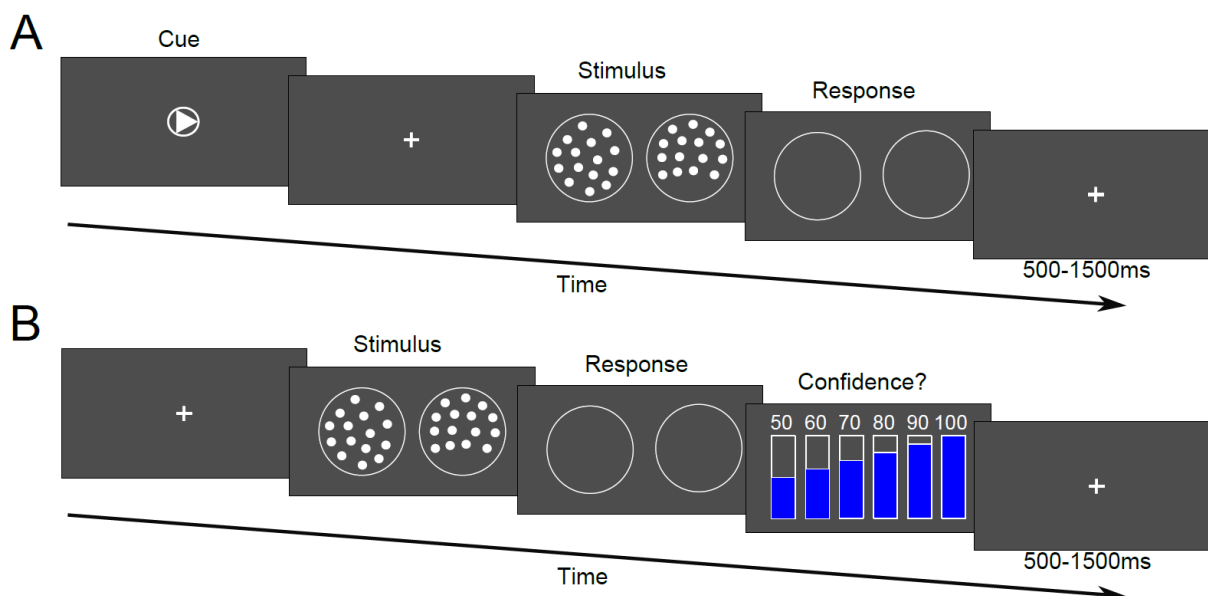 A
Cue
Stimulus
Response
500-1500ms
Time
B
Stimulus
Response
Confidence?
50 60 70 80 90 100
500-1500ms
Time